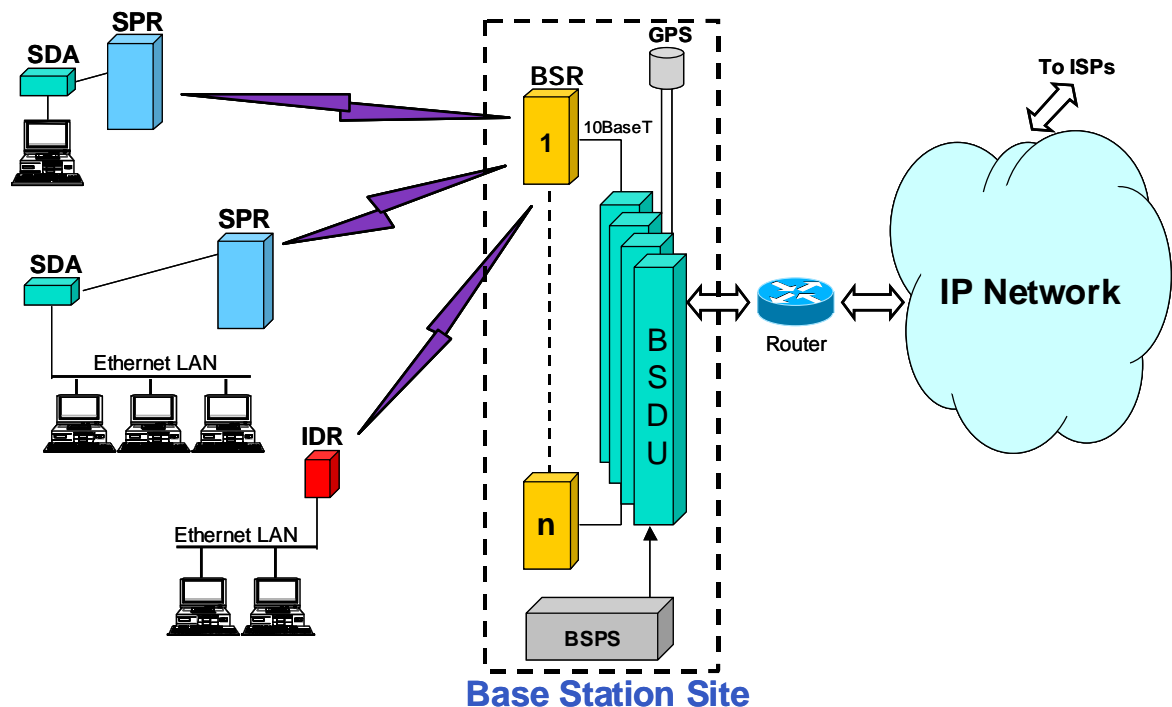 SPR
SDA
GPS
BSR
To ISPs
1
10BaseT
SPR
SDA
IP Network
BSDU
Router
Ethernet LAN
IDR
n
Ethernet LAN
BSPS
Base Station Site